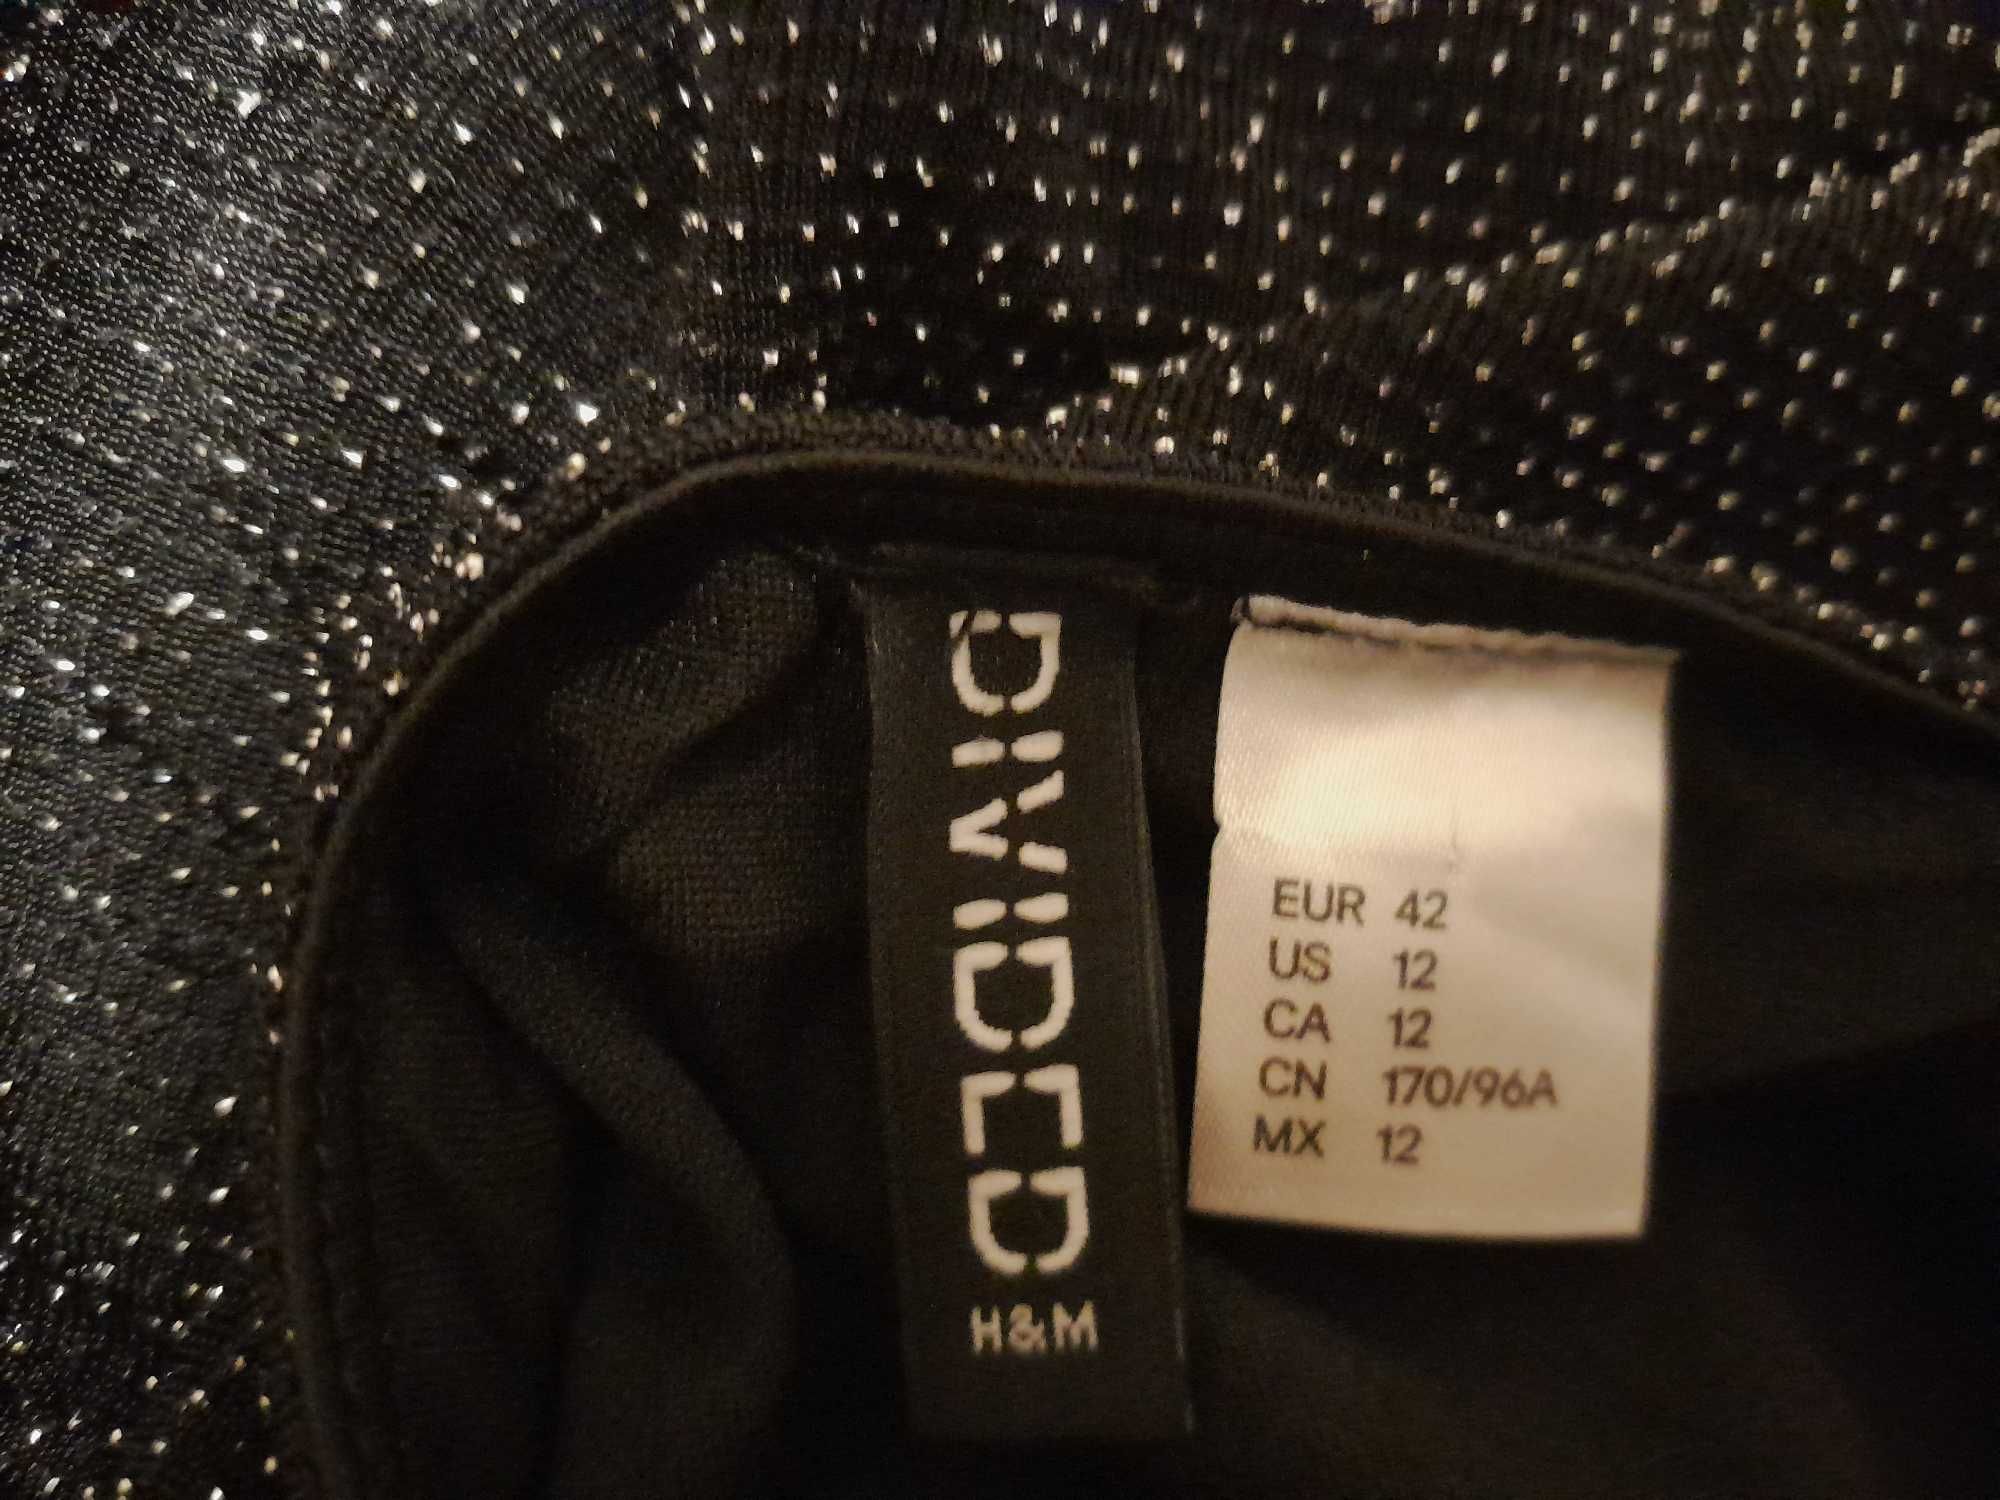 DIVIDED
H&M
EUR 42
US 12
CA 12
CN 170/96A
MX 12